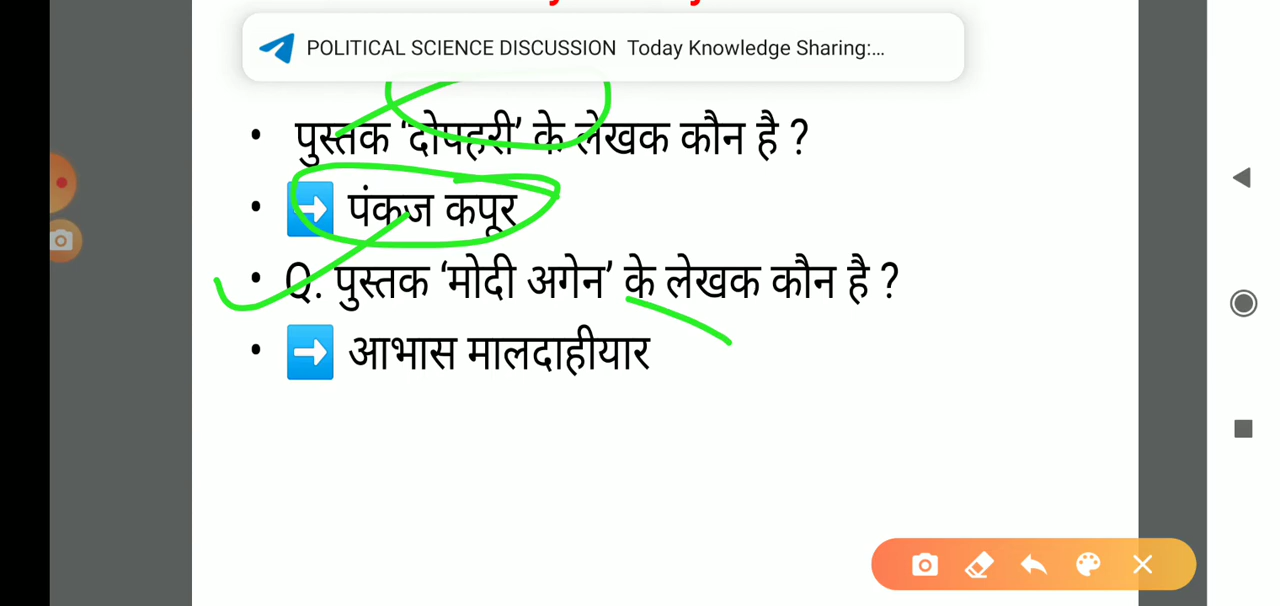 POLITICAL SCIENCE DISCUSSION Today Knowledge Sharing:...
• पुस्तक ‘दोपहरी’ के लेखक कौन है ?
• ➡ पंकज कपूर
• Q. पुस्तक ‘मोदी अगेन’ के लेखक कौन है ?
• ➡ आभास मालदाहीयार